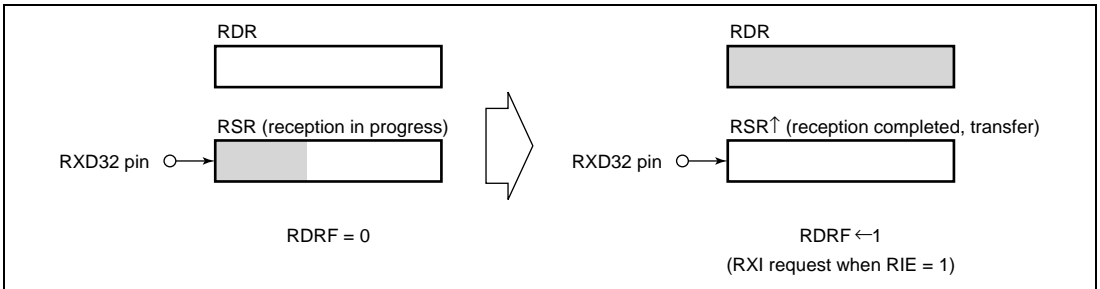 RDR
RSR (reception in progress)
RXD32 pin
RDRF = 0
RDR
RSR↑ (reception completed, transfer)
RXD32 pin
RDRF ←1
(RXI request when RIE = 1)